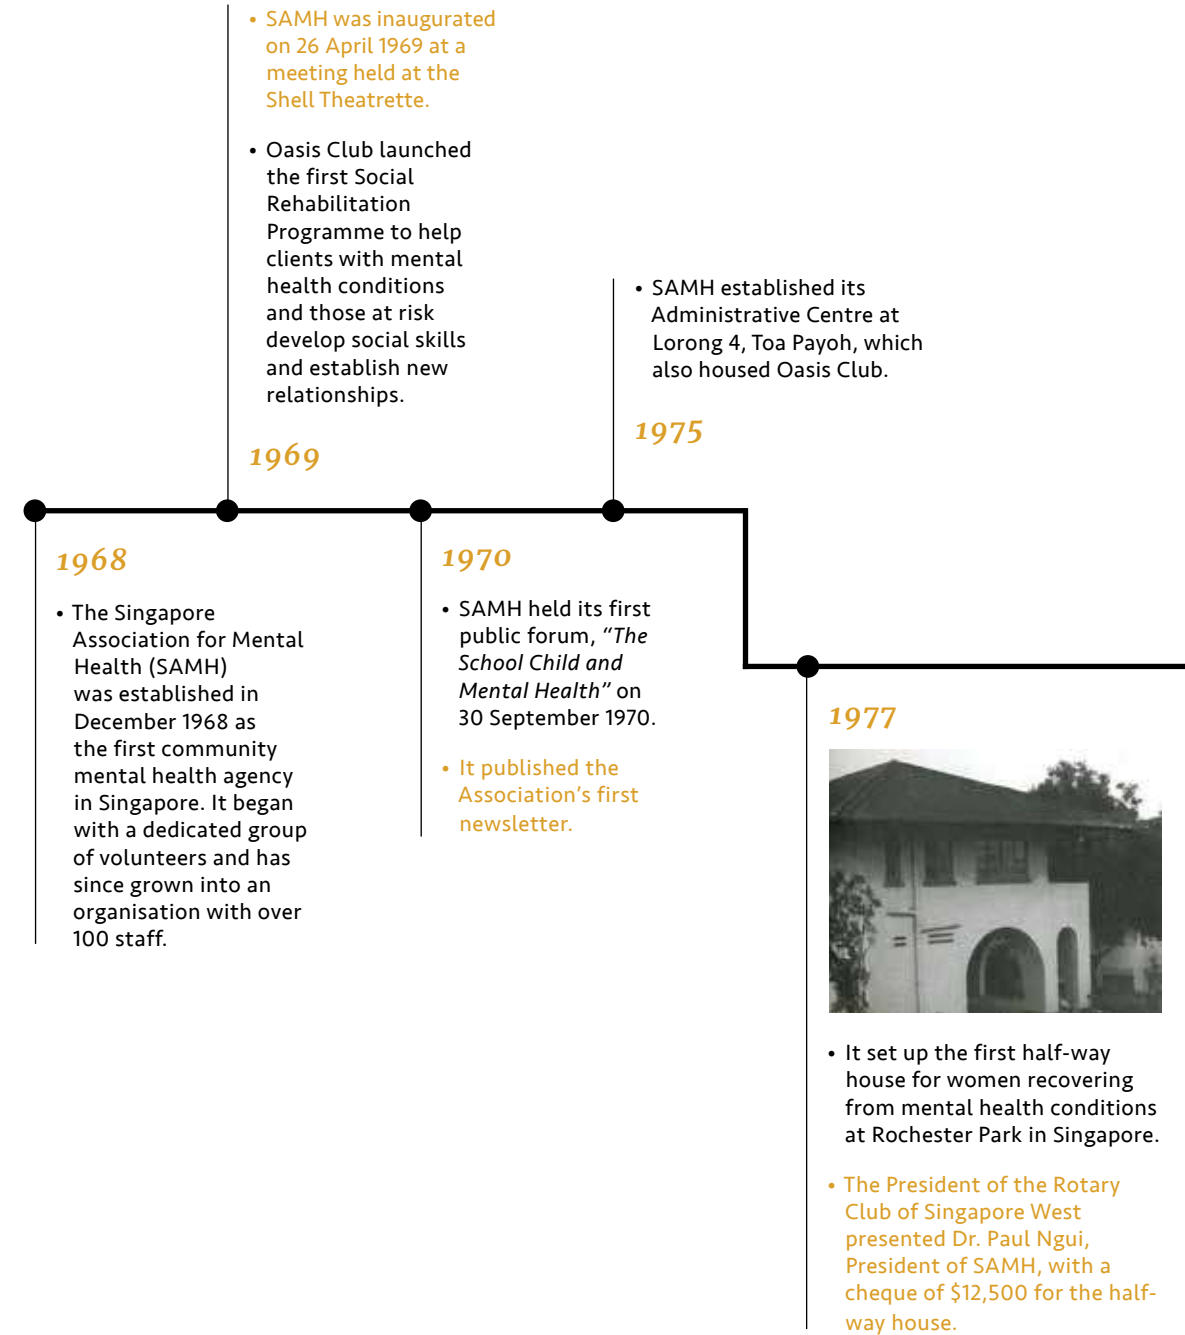 • SAMH was inaugurated
on 26 April 1969 at a
meeting held at the
Shell Theatrette.
• Oasis Club launched
the first Social
Rehabilitation
Programme to help
clients with mental
health conditions
and those at risk
develop social skills
and establish new
relationships.
1969
• SAMH established its
Administrative Centre at
Lorong 4, Toa Payoh, which
also housed Oasis Club.
1975
1968
• The Singapore
Association for Mental
Health (SAMH)
was established in
December 1968 as
the first community
mental health agency
in Singapore. It began
with a dedicated group
of volunteers and has
since grown into an
organisation with over
100 staff.
1970
• SAMH held its first
public forum, “The
School Child and
Mental Health” on
30 September 1970.
• It published the
Association’s first
newsletter.
1977
• It set up the first half-way
house for women recovering
from mental health conditions
at Rochester Park in Singapore.
• The President of the Rotary
Club of Singapore West
presented Dr. Paul Ngui,
President of SAMH, with a
cheque of $12,500 for the half-
way house.